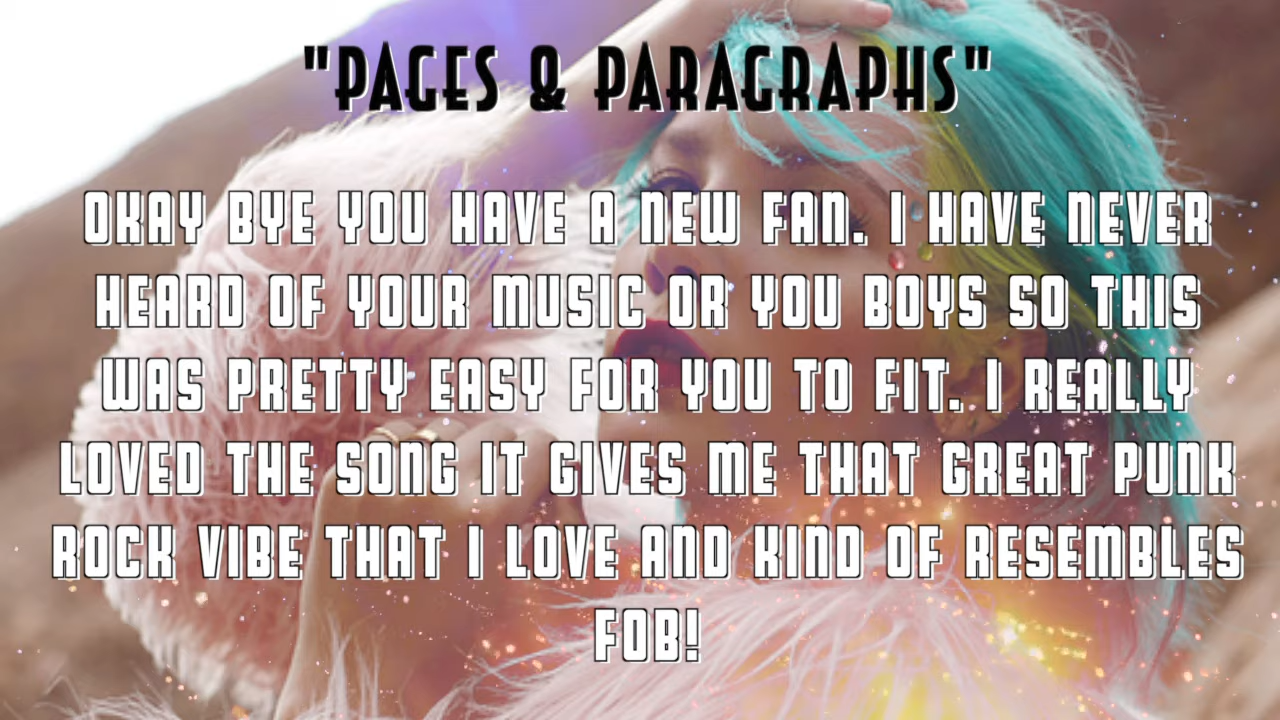 "PAGES & PARAGRAPHS"
OKAY BYE YOU HAVE A NEW FAN. I HAVE NEVER
HEARD OF YOUR MUSIC OR YOU BOYS SO THIS
WAS PRETTY EASY FOR YOU TO FIT. I REALLY
LOVED THE SONG IT GIVES ME THAT GREAT PUNK
ROCK VIBE THAT I LOVE AND KIND OF RESEMBLES
FOB!